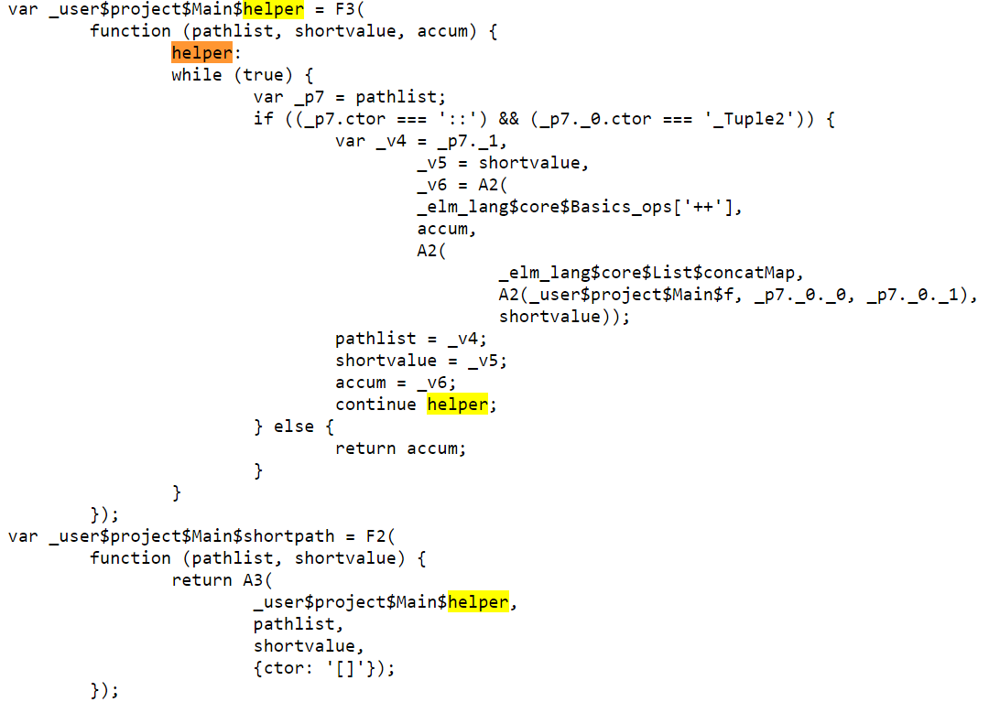 var _user$project$Main$helper = F3(
        function (pathlist, shortvalue, accum) {
                helper:
                while (true) {
                        var _p7 = pathlist;
                        if ((_p7.ctor === '::') && (_p7._0.ctor === '_Tuple2')) {
                                var _v4 = _p7._1,
                                        _v5 = shortvalue,
                                        _v6 = A2(
                                        _elm_lang$core$Basics_ops['++'],
                                        accum,
                                        A2(
                                                _elm_lang$core$List$concatMap,
                                                A2(_user$project$Main$f, _p7._0._0, _p7._0._1),
                                                shortvalue));
                                pathlist = _v4;
                                shortvalue = _v5;
                                accum = _v6;
                                continue helper;
                        } else {
                                return accum;
                        }
                }
        });
var _user$project$Main$shortpath = F2(
        function (pathlist, shortvalue) {
                return A3(
                        _user$project$Main$helper,
                        pathlist,
                        shortvalue,
                        {ctor: '[]'});
        });